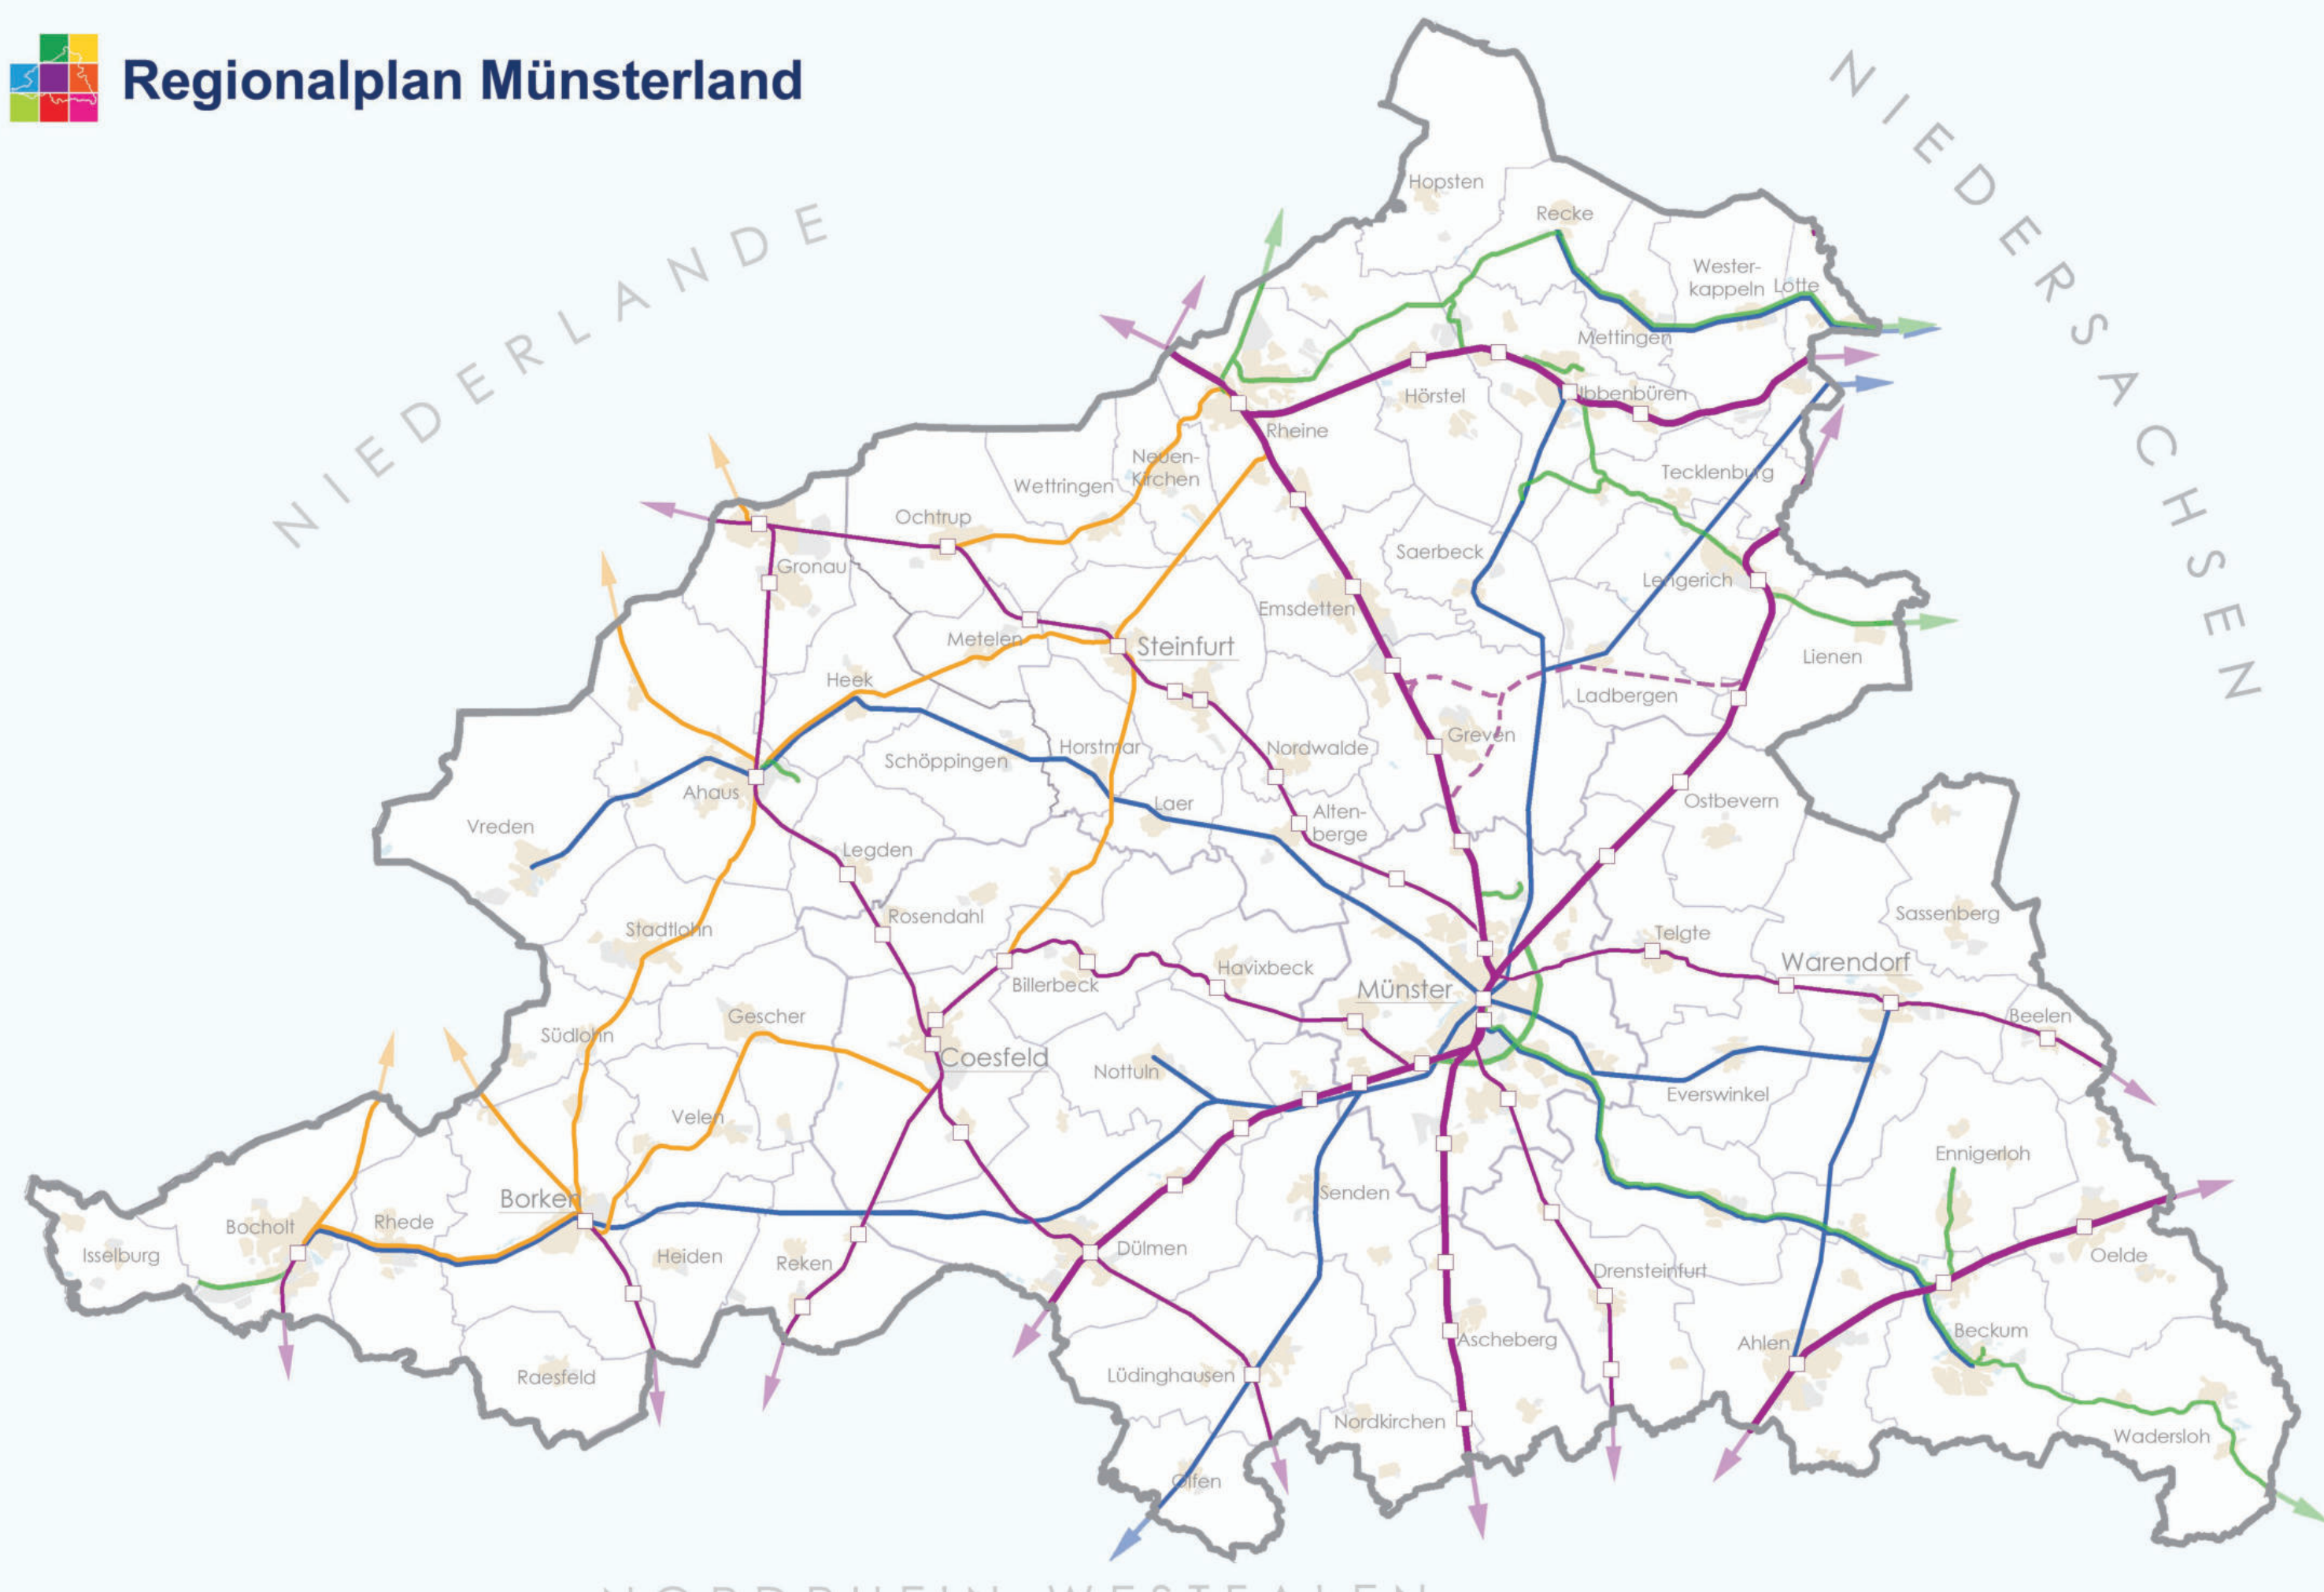 Regionalplan Münsterland
NIEDERLANDE
NIEDERSACHSEN
Hopsten
Recke
Wester-
kappeln
Lotte
Mettingen
Ibbenbüren
Hörstel
Rheine
Neuen-
Kirchen
Wettringen
Tecklenburg
Ochtrup
Gronau
Saerbeck
Lengerich
Emsdetten
Metelen
Steinfurt
Lienen
Heek
Ladbergen
Greven
Horstmar
Nordwalde
Schöppingen
Ahaus
Laer
Ostbevern
Alten-
berge
Vreden
Legden
Rosendahl
Sassenberg
Stadtlohn
Telgte
Warendorf
Havixbeck
Billerbeck
Münster
Gescher
Beelen
Südlohn
Coesfeld
Nottuln
Everswinkel
Velen
Ennigerloh
Borken
Senden
Bocholt
Rhede
Isselburg
Heiden
Reken
Dülmen
Oelde
Drensteinfurt
Beckum
Ascheberg
Ahlen
Raesfeld
Lüdinghausen
Nordkirchen
Wadersloh
Olfen
NORDRHEIN-WESTFALEN